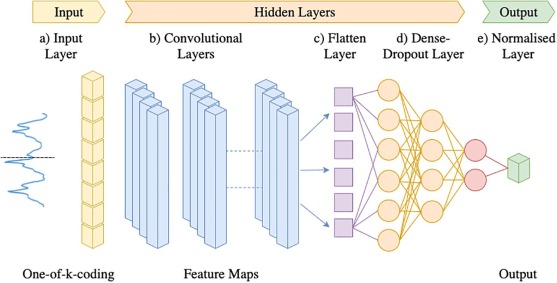 Input
Hidden Layers
Output
a) Input
Layer
b) Convolutional
Layers
c) Flatten
Layer
d) Dense-
Dropout Layer
e) Normalised
Layer
One-of-k-coding
Feature Maps
Output